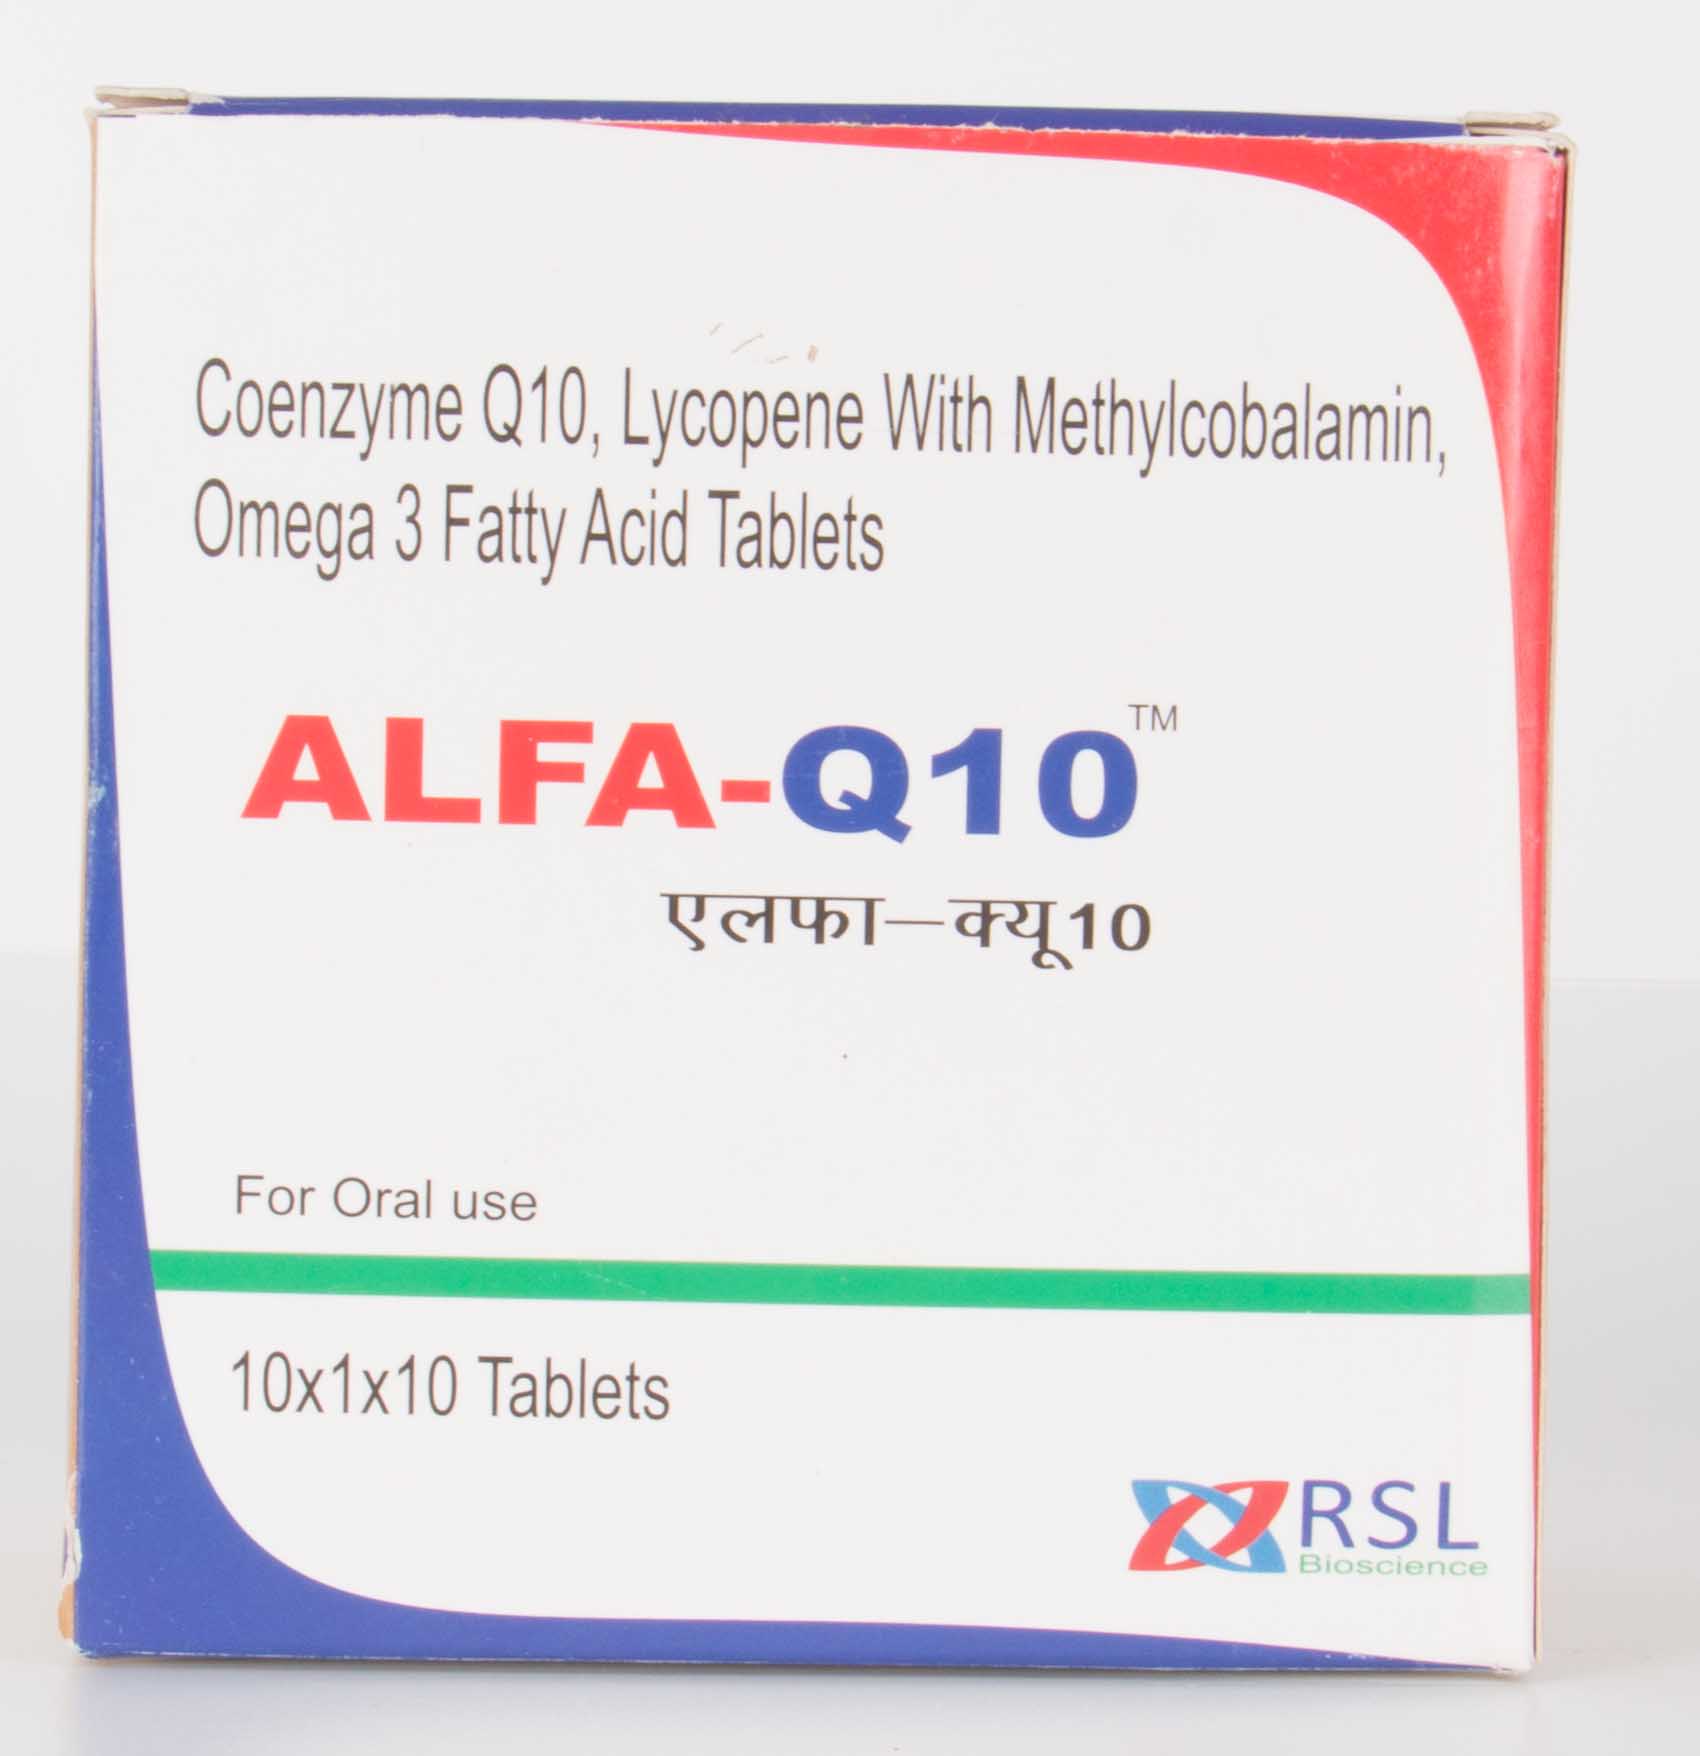 Coenzyme Q10, Lycopene With Methylcobalamin,
Omega 3 Fatty Acid Tablets
ALFA-Q10™
एलफा–क्यू10
For Oral use
10x1x10 Tablets
RSL
Bioscience